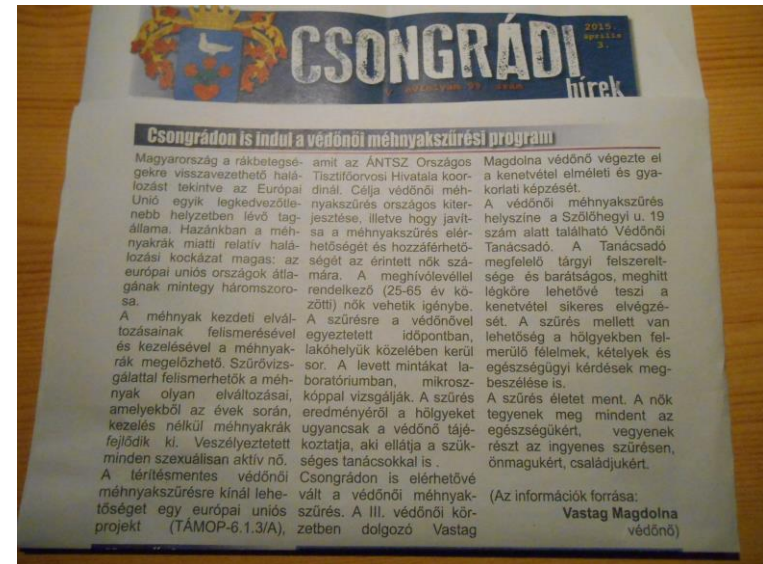 2015.
április
3.
CSONGRÁDI
hírek
Csongrádon is indul a védőnői méhnyakszűrési program
Magyarország a rákbetegsé-
gekre visszavezethető halá-
lozást tekintve az Európai
Unió egyik legkedvezőtle-
nebb helyzetben lévő tag-
állama. Hazánkban a méh-
nyakrák miatti relatív halá-
lozási kockázat magas: az
európai uniós országok átla-
gának mintegy háromszoro-
sa.
A méhnyak kezdeti elvál-
tozásainak felismerésével
és kezelésével a méhnyak-
rák megelőzhető. Szűrővizs-
gálattal felismerhetők a méh-
nyak olyan elváltozásai,
amelyekből az évek során,
kezelés nélkül méhnyakrák
fejlődik ki. Veszélyeztetett
minden szexuálisan aktív nő.
A térítésmentes védőnői
méhnyakszűrésre kínál lehe-
tőséget egy európai uniós
projekt (TÁMOP-6.1.3/A),
amit az ÁNTSZ Országos
Tisztifőorvosi Hivatala koor-
dinál. Célja védőnői méh-
nyakszűrés országos kiter-
jesztése, illetve hogy javít-
sa a méhnyakszűrés elér-
hetőségét és hozzáférhető-
ségét az érintett nők szá-
mára. A meghívólevéllel
rendelkező (25-65 év kö-
zötti) nők vehetik igénybe.
A szűrésre a védőnővel
egyeztetett időpontban,
lakóhelyük közelében kerül
sor. A levett mintákat la-
boratóriumban, mikrosz-
kóppal vizsgálják. A szűrés
eredményéről a hölgyeket
ugyancsak a védőnő tájé-
koztatja, aki ellátja a szük-
séges tanácsokkal is .
Csongrádon is elérhetővé
vált a védőnői méhnyak-
szűrés. A III. védőnői kör-
zetben dolgozó Vastag
Magdolna védőnő végezte el
a kenetvétel elméleti és gya-
korlati képzését.
A védőnői méhnyakszűrés
helyszíne a Szőlőhegyi u. 19
szám alatt található Védőnői
Tanácsadó. A Tanácsadó
megfelelő tárgyi felszerelt-
sége és barátságos, meghitt
légköre lehetővé teszi a
kenetvétel sikeres elvégzé-
sét. A szűrés mellett van
lehetőség a hölgyekben fel-
merülő félelmek, kételyek és
egészségügyi kérdések meg-
beszélése is.
A szűrés életet ment. A nők
tegyenek meg mindent az
egészségükért, vegyenek
részt az ingyenes szűrésen,
önmagukért, családjukért.
(Az információk forrása:
Vastag Magdolna
védőnő)